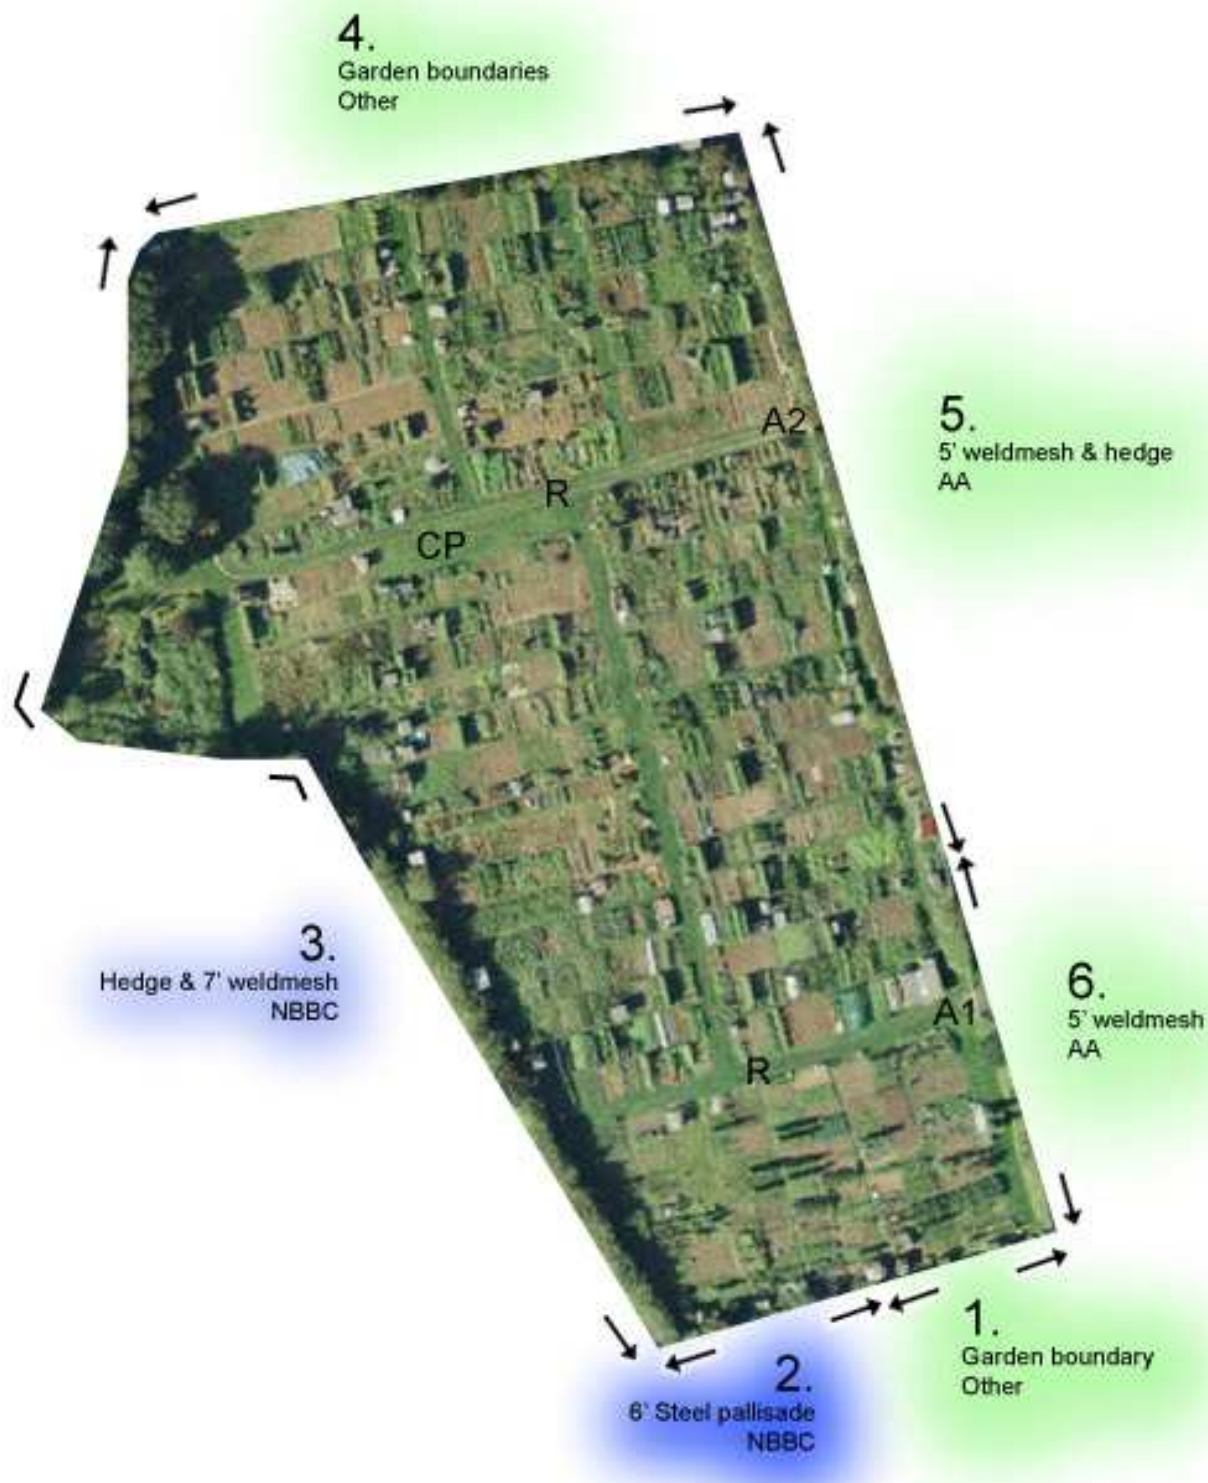 4.
Garden boundaries
Other
A2
5.
5' weldmesh & hedge
AA
R
CP
3.
Hedge & 7' weldmesh
NBBC
6.
5' weldmesh
AA
A1
R
1.
Garden boundary
Other
2.
6' Steel pallisade
NBBC